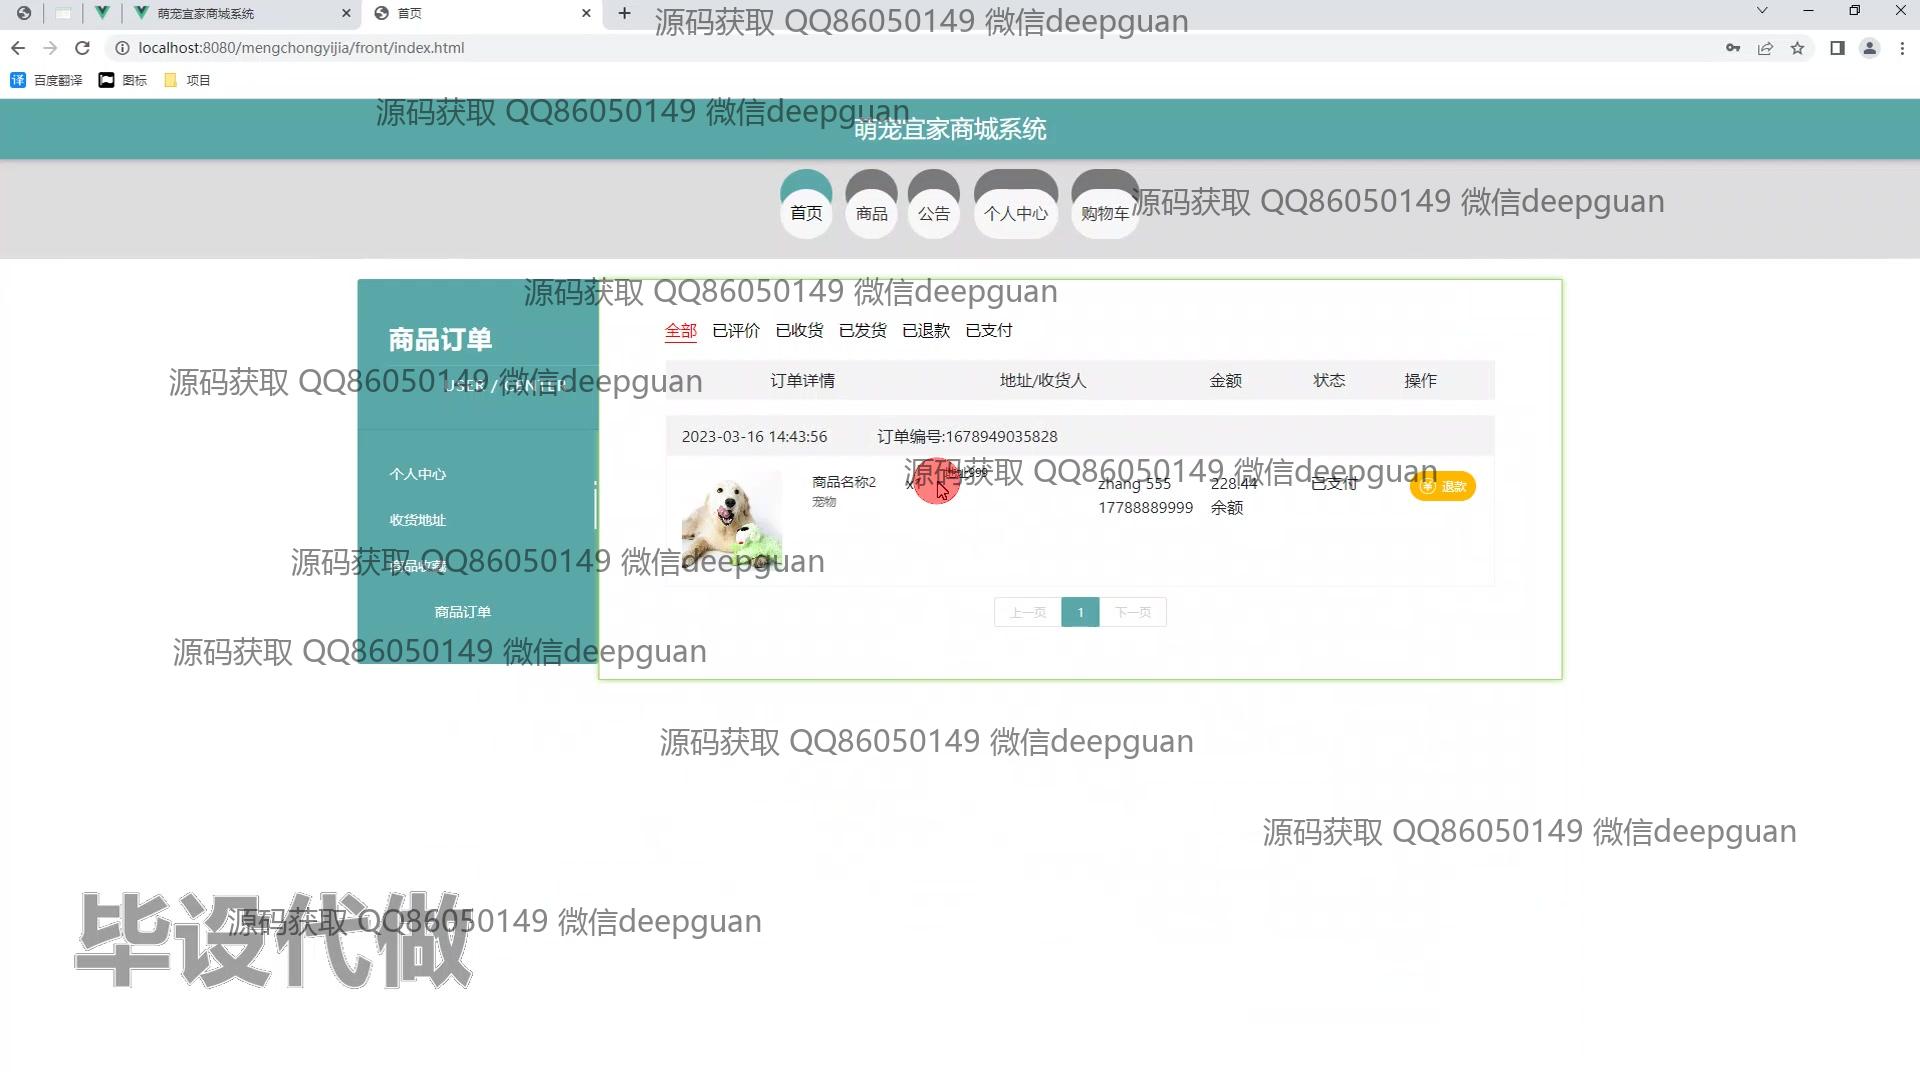 萌宠宜家商城系统
首页
源码获取 QQ86050149 微信deepguan
localhost:8080/mengchongyijia/front/index.html
百度翻译
图标
项目
源码获取 QQ86050149 微信deepguan
萌宠宜家商城系统
首页
商品
公告
个人中心
购物车
源码获取 QQ86050149 微信deepguan
源码获取 QQ86050149 微信deepguan
商品订单
全部
已评价
已收货
已发货
已退款
已支付
源码获取 QQ86050149 微信deepguan
USER / CENTER
订单详情
地址/收货人
金额
状态
操作
2023-03-16 14:43:56
订单编号:1678949035828
源码获取 QQ86050149 微信deepguan
个人中心
商品名称2
宠物
zhang 555
17788889999
228.44
余额
已支付
退款
收货地址
源码获取 QQ86050149 微信deepguan
商品收藏
商品订单
上一页
1
下一页
源码获取 QQ86050149 微信deepguan
源码获取 QQ86050149 微信deepguan
源码获取 QQ86050149 微信deepguan
毕设代做
源码获取 QQ86050149 微信deepguan